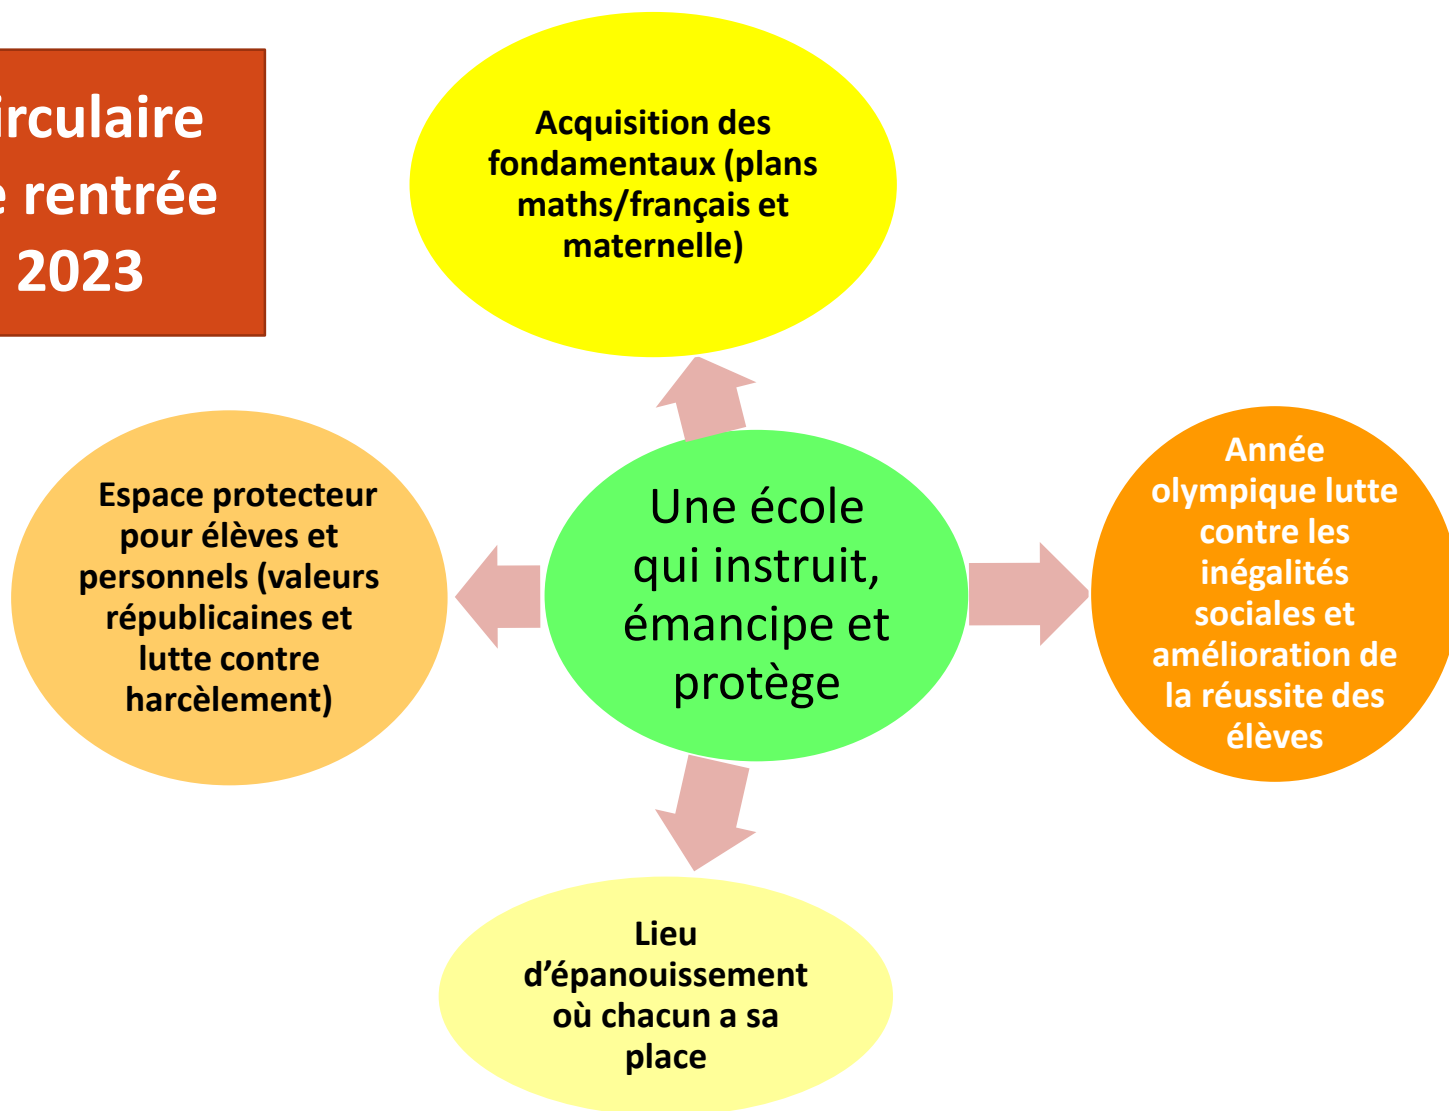 irculaire
e rentrée
2023
Acquisition des
fondamentaux (plans
maths/français et
maternelle)
Espace protecteur
pour élèves et
personnels (valeurs
républicaines et
lutte contre
harcèlement)
Une école
qui instruit,
émancipe et
protège
Année
olympique lutte
contre les
inégalités
sociales et
amélioration de
la réussite des
élèves
Lieu
d’épanouissement
où chacun a sa
place